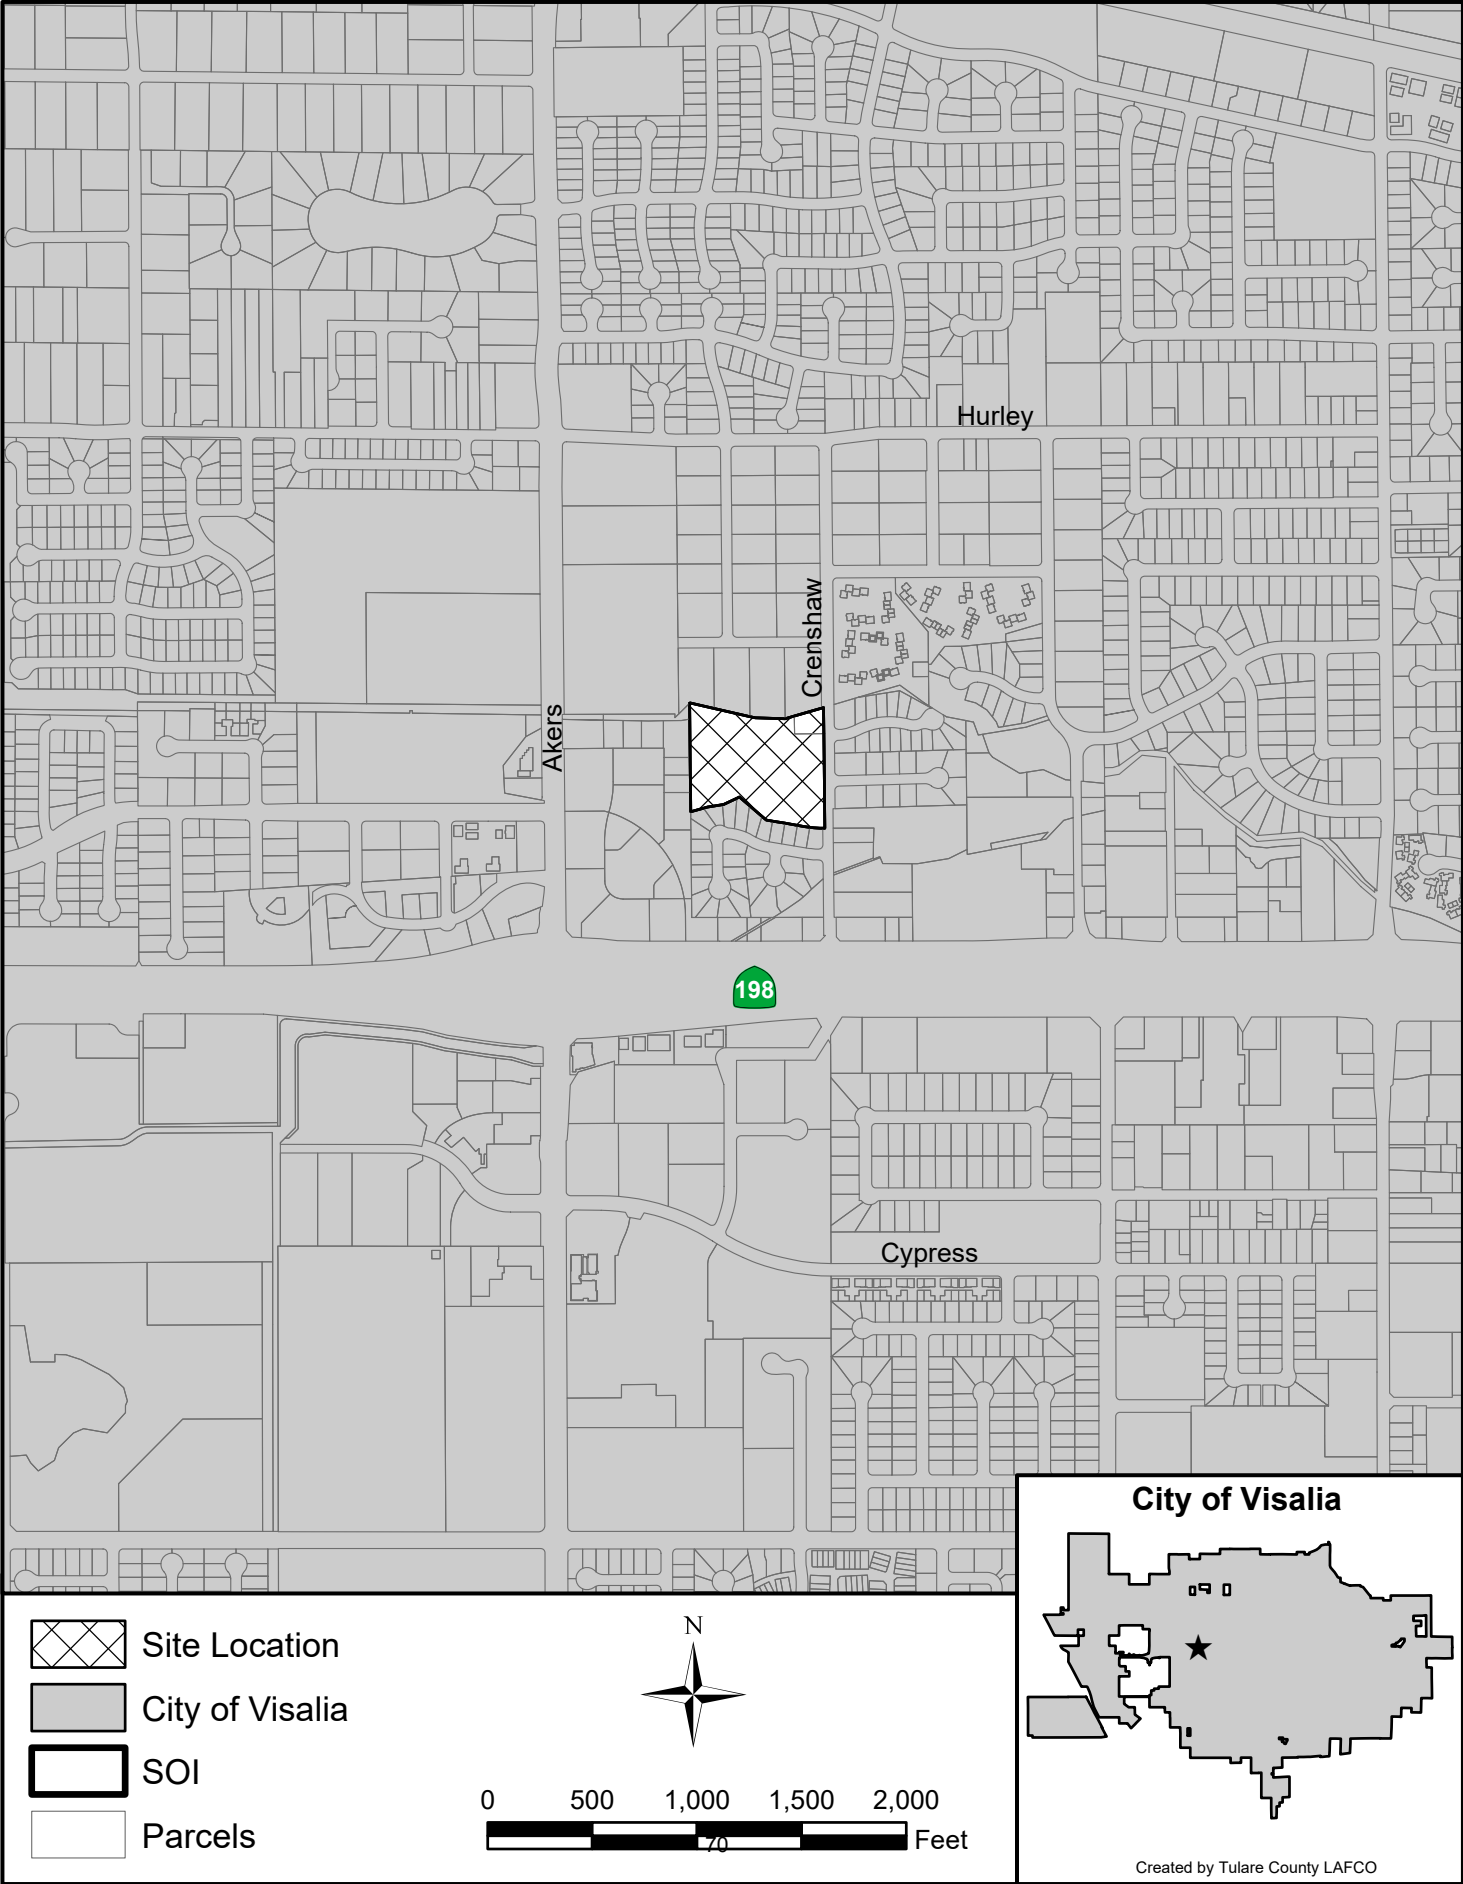 Hurley
Crenshaw
Akers
198
Cypress
City of Visalia
Site Location
City of Visalia
SOI
Parcels
N
0 500 1,000 1,500 2,000
Feet
70
Created by Tulare County LAFCO